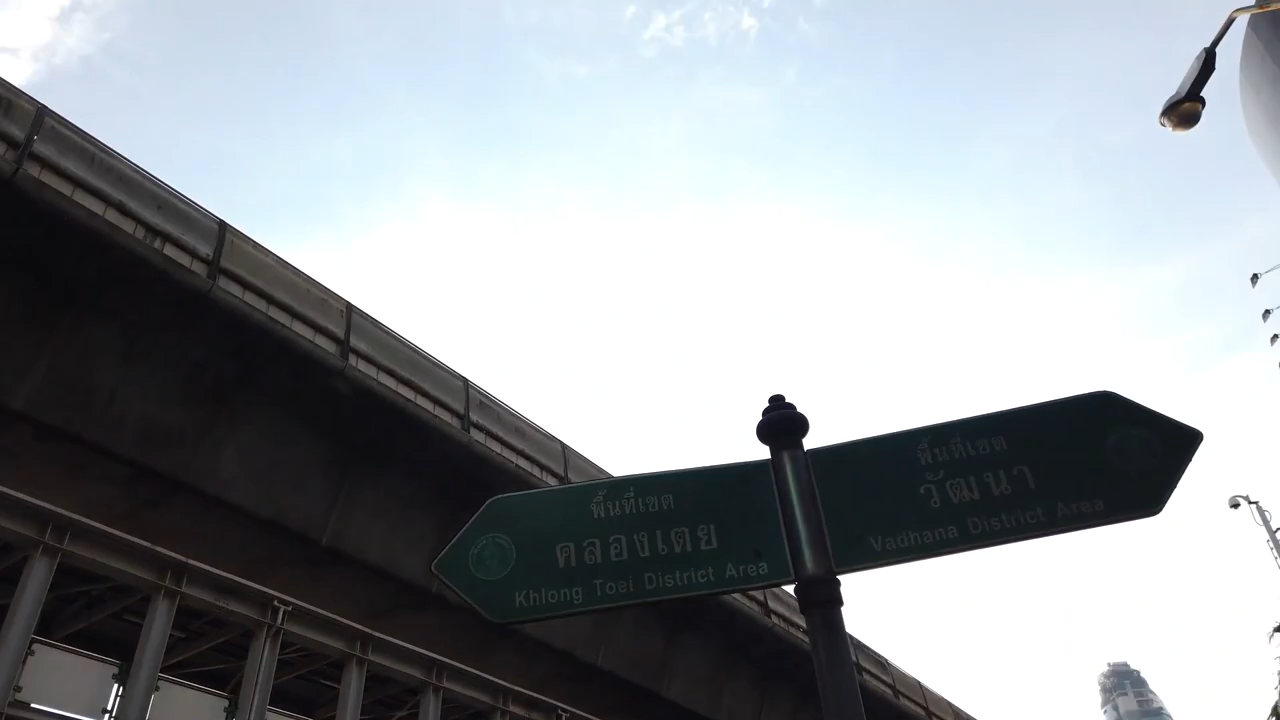 พื้นที่เขต
คลองเตย
Khlong Toei District Area
พื้นที่เขต
วัฒนา
Vadhana District Area